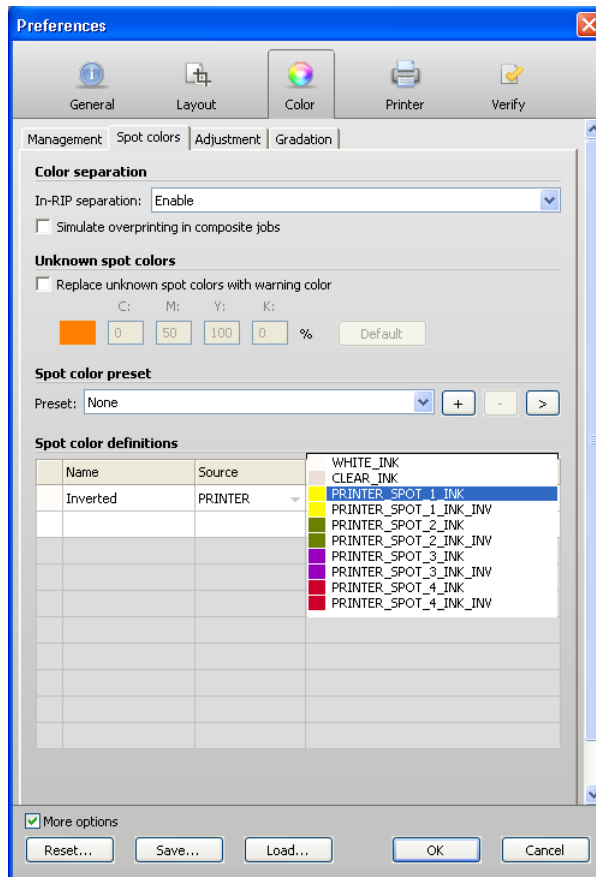 Preferences
General Layout Color Printer Verify
Management Spot colors Adjustment Gradation
Color separation
In-RIP separation: Enable
Simulate overprinting in composite jobs
Unknown spot colors
Replace unknown spot colors with warning color
C: M: Y: K:
0 50 100 0 % Default
Spot color preset
Preset: None + - >
Spot color definitions
Name Source
Inverted PRINTER
WHITE_INK
CLEAR_INK
PRINTER_SPOT_1_INK
PRINTER_SPOT_1_INK_INV
PRINTER_SPOT_2_INK
PRINTER_SPOT_2_INK_INV
PRINTER_SPOT_3_INK
PRINTER_SPOT_3_INK_INV
PRINTER_SPOT_4_INK
PRINTER_SPOT_4_INK_INV
More options
Reset... Save... Load... OK Cancel